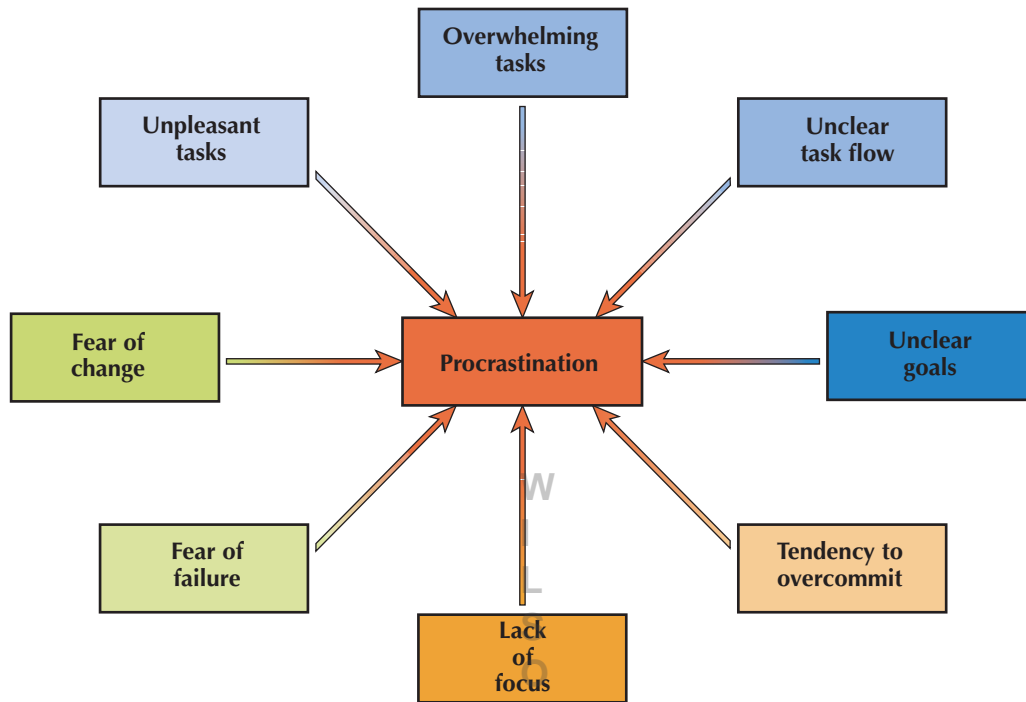 Overwhelming
tasks
Unpleasant
tasks
Unclear
task flow
Fear of
change
Procrastination
Unclear
goals
Fear of
failure
Tendency to
overcommit
Lack
of
focus
W
I
L
S
O